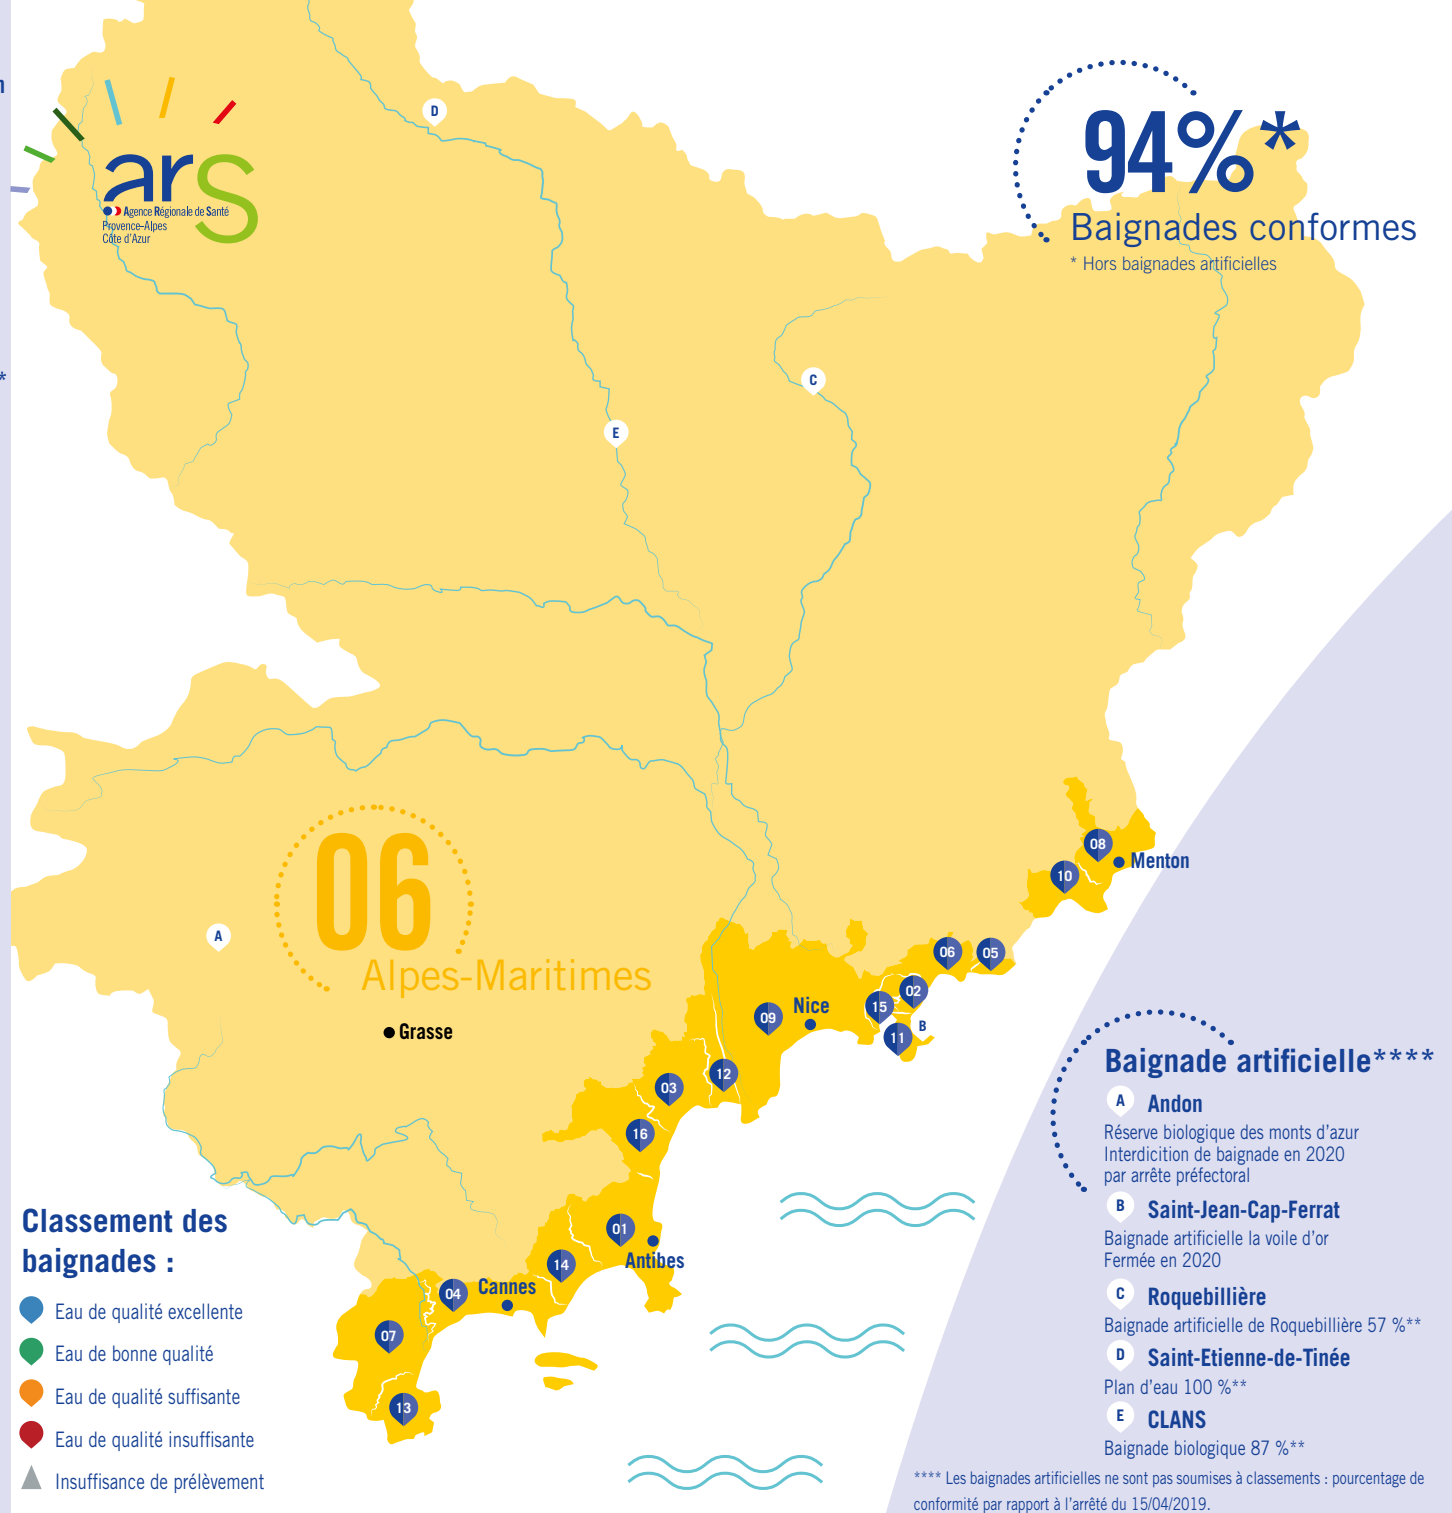 n
*
ars
Agence Régionale de Santé
Provence-Alpes
Côte d'Azur
94%*
Baignades conformes
* Hors baignades artificielles
D
C
E
06
Alpes-Maritimes
A
Grasse
08
Menton
10
06
05
02
15
B
11
Nice
09
12
03
16
01
Antibes
14
Cannes
04
07
13
Classement des
baignades :
Eau de qualité excellente
Eau de bonne qualité
Eau de qualité suffisante
Eau de qualité insuffisante
Insuffisance de prélèvement
Baignade artificielle****
A Andon
Réserve biologique des monts d'azur
Interdicition de baignade en 2020
par arrête préfectoral
B Saint-Jean-Cap-Ferrat
Baignade artificielle la voile d'or
Fermée en 2020
C Roquebillière
Baignade artificielle de Roquebillière 57 %**
D Saint-Etienne-de-Tinée
Plan d'eau 100 %**
E CLANS
Baignade biologique 87 %**
**** Les baignades artificielles ne sont pas soumises à classements : pourcentage de
conformité par rapport à l'arrêté du 15/04/2019.